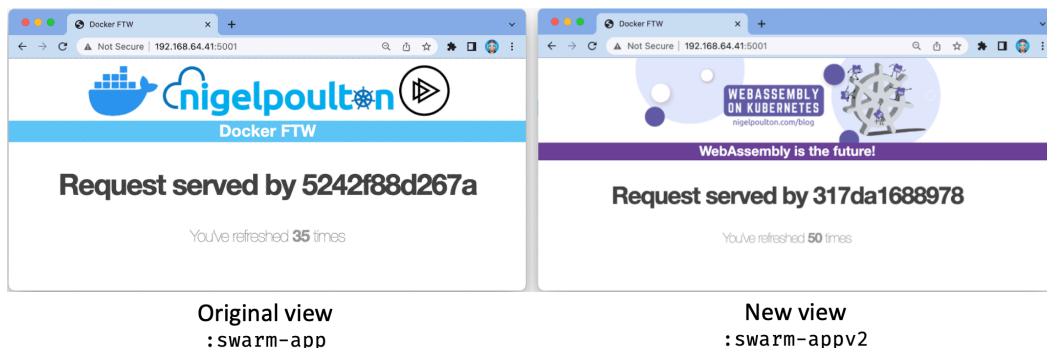 Docker FTW
Not Secure | 192.168.64.41:5001
nigelpoulton
Docker FTW
Request served by 5242f88d267a
You've refreshed 35 times
Original view
:swarm-app
Docker FTW
Not Secure | 192.168.64.41:5001
WEBASSEMBLY
ON KUBERNETES
nigelpoulton.com/blog
WebAssembly is the future!
Request served by 317da1688978
You've refreshed 50 times
New view
:swarm-appv2